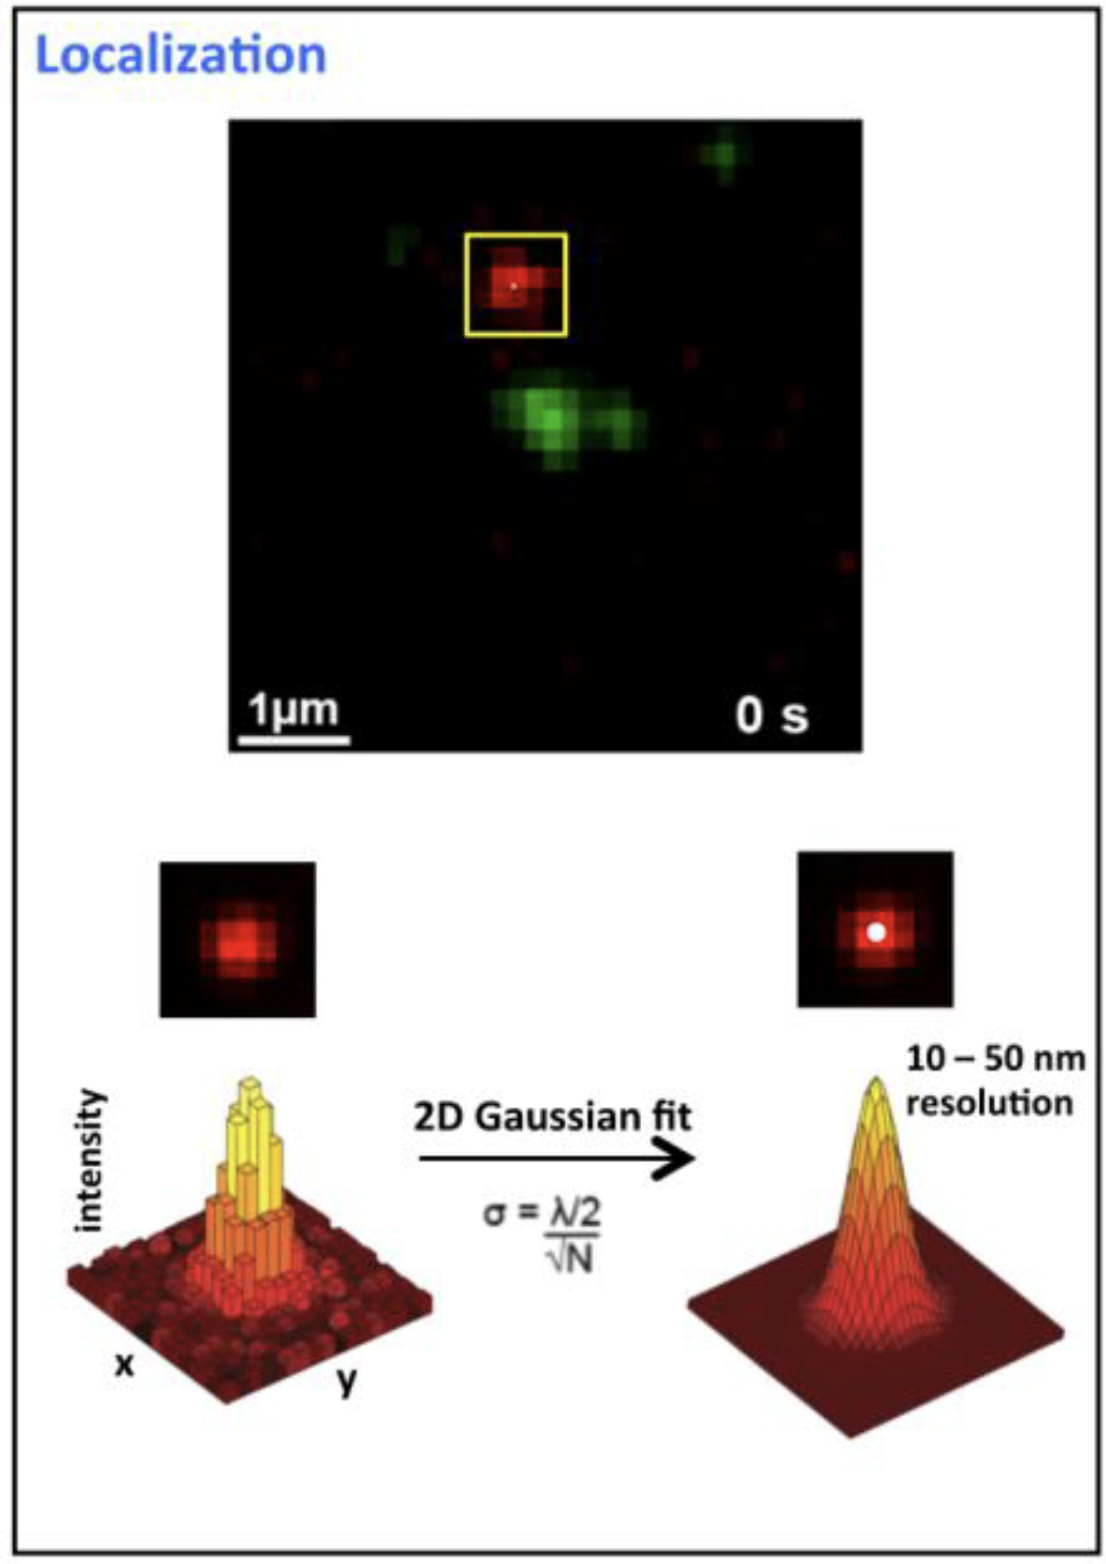 Localization
1µm
0 s
intensity
x
y
2D Gaussian fit
σ = λ/2
√N
10 – 50 nm
resolution